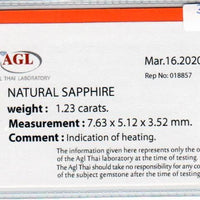 AGL
THAI LABORATORY
Mar.16.2020
Rep No: 018857
NATURAL SAPPHIRE
weight : 1.23 carats.
Measurement : 7.63 x 5.12 x 3.52 mm.
Comment : Indication of heating.
The information given here represents only the o
of the Agl Thai laboratory at the time of testing.
The Agl Thai take no responsibility for any co
of the subject gemstone after the time of testing